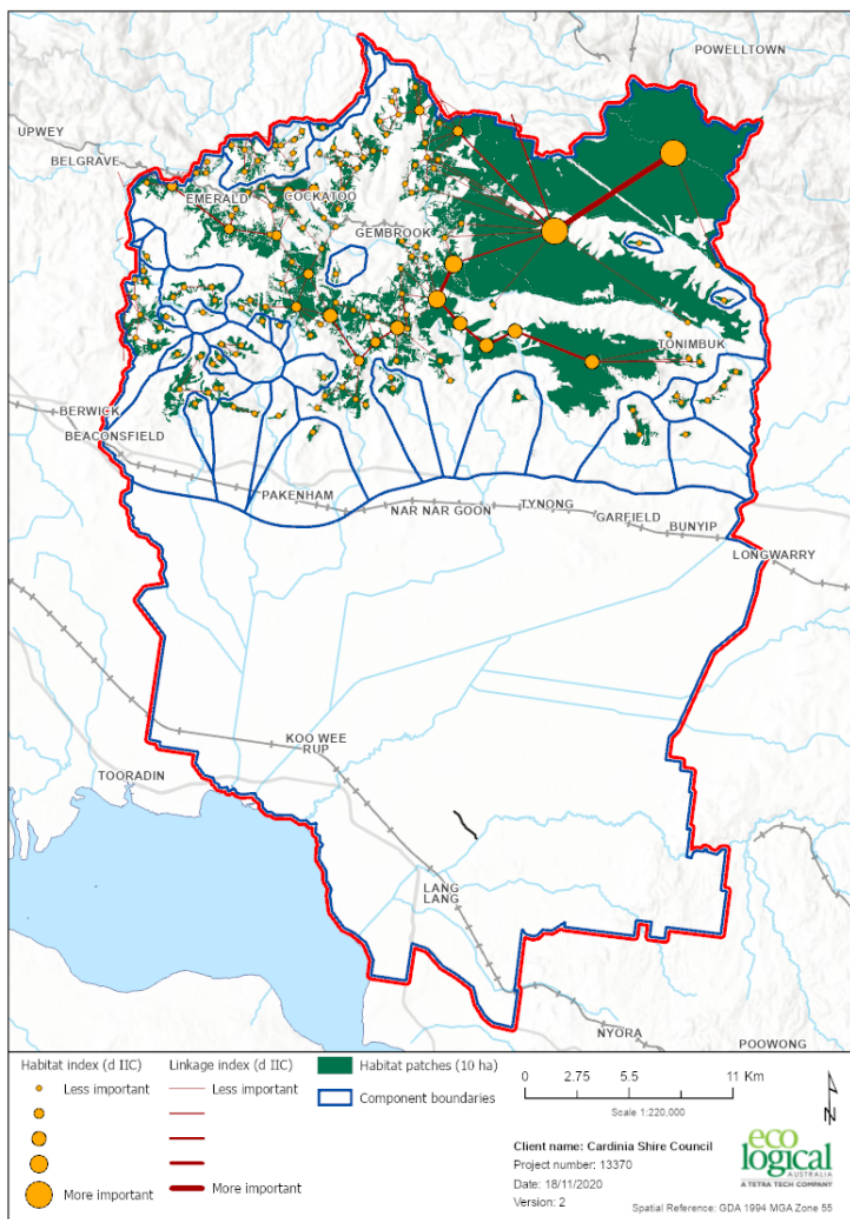 POWELLTOWN
UPWEY
BELGRAVE
EMERALD
COCKATOO
GEMBROOK
TONIMBUK
BERWICK
BEACONSFIELD
PAKENHAM
NAR NAR GOON
TYNONG
GARFIELD
BUNYIP
LONGWARRY
KOO WEE
RUP
TOORADIN
LANG
LANG
NYORA
POOWONG
Habitat index (d IIC)
Less important
More important
Linkage index (d IIC)
Less important
More important
Habitat patches (10 ha)
Component boundaries
0 2.75 5.5 11 Km
Scale 1:220,000
N
Client name: Cardinia Shire Council
Project number: 13370
Date: 18/11/2020
Version: 2
eco
logical
AUSTRALIA
A TETRA TECH COMPANY
Spatial Reference: GDA 1994 MGA Zone 55